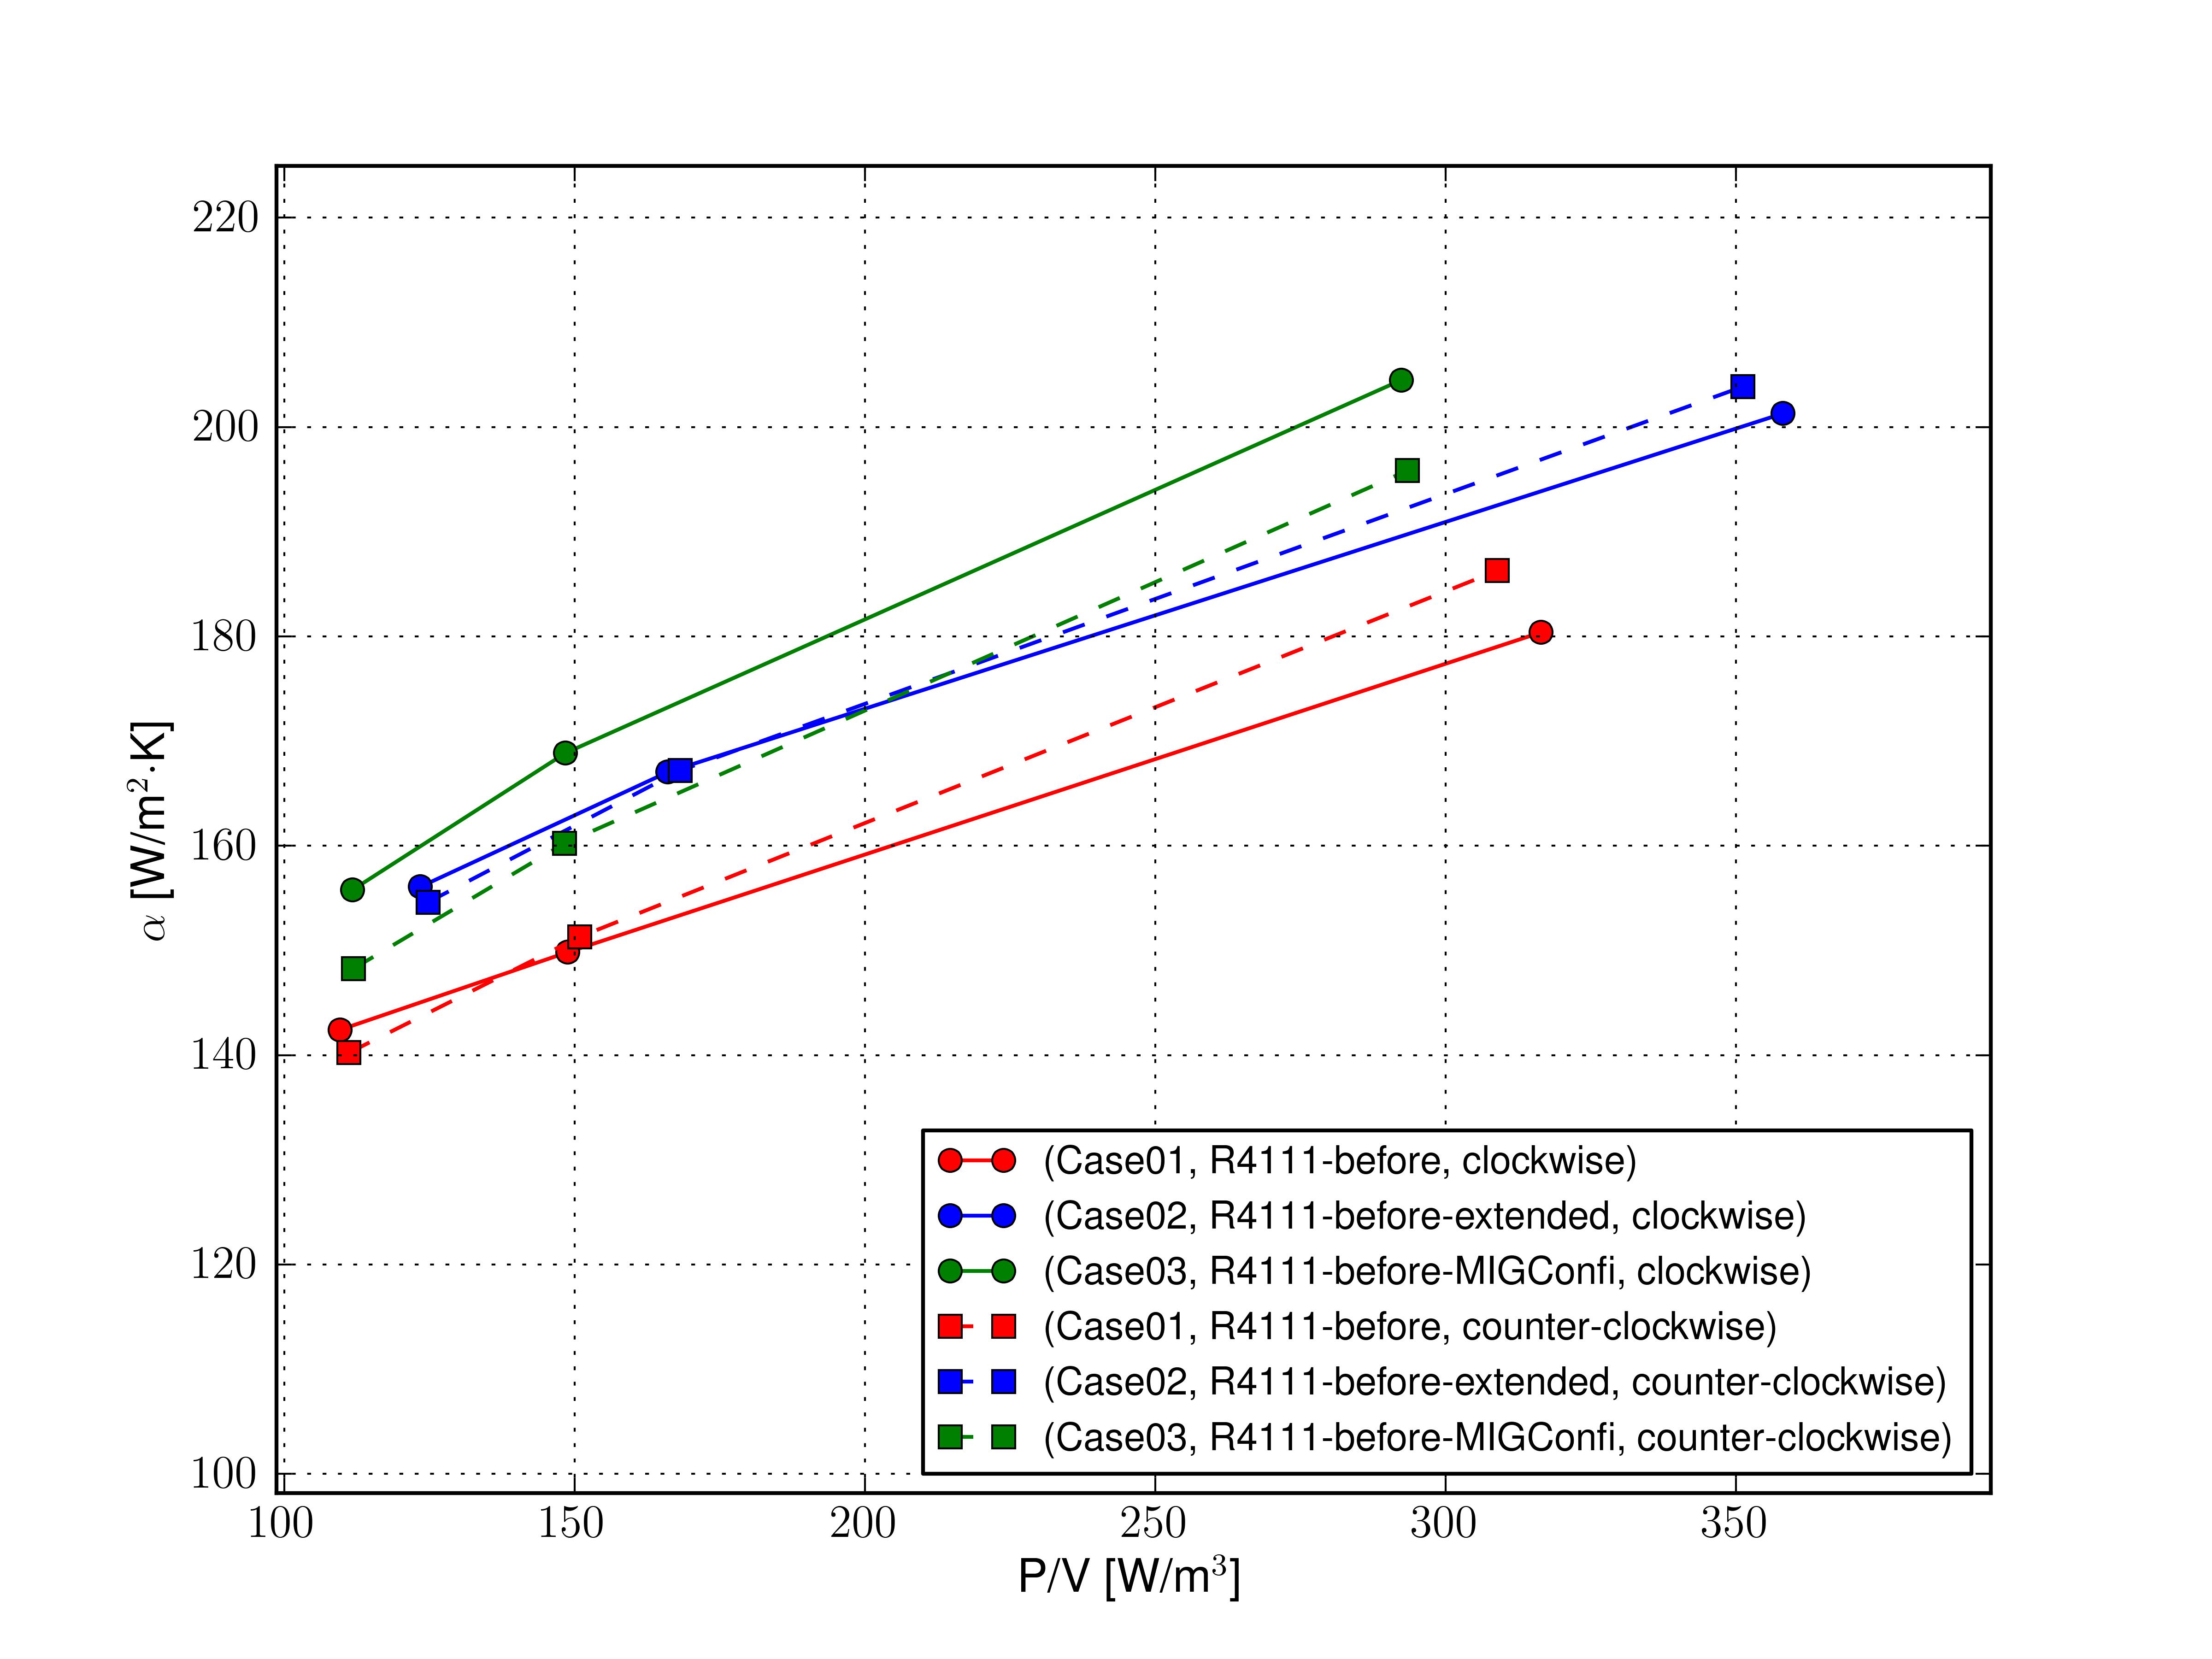 220
200
180
160
140
120
100
α [W/m²·K]
(Case01, R4111-before, clockwise)
(Case02, R4111-before-extended, clockwise)
(Case03, R4111-before-MIGConfi, clockwise)
(Case01, R4111-before, counter-clockwise)
(Case02, R4111-before-extended, counter-clockwise)
(Case03, R4111-before-MIGConfi, counter-clockwise)
100 150 200 250 300 350
P/V [W/m³]